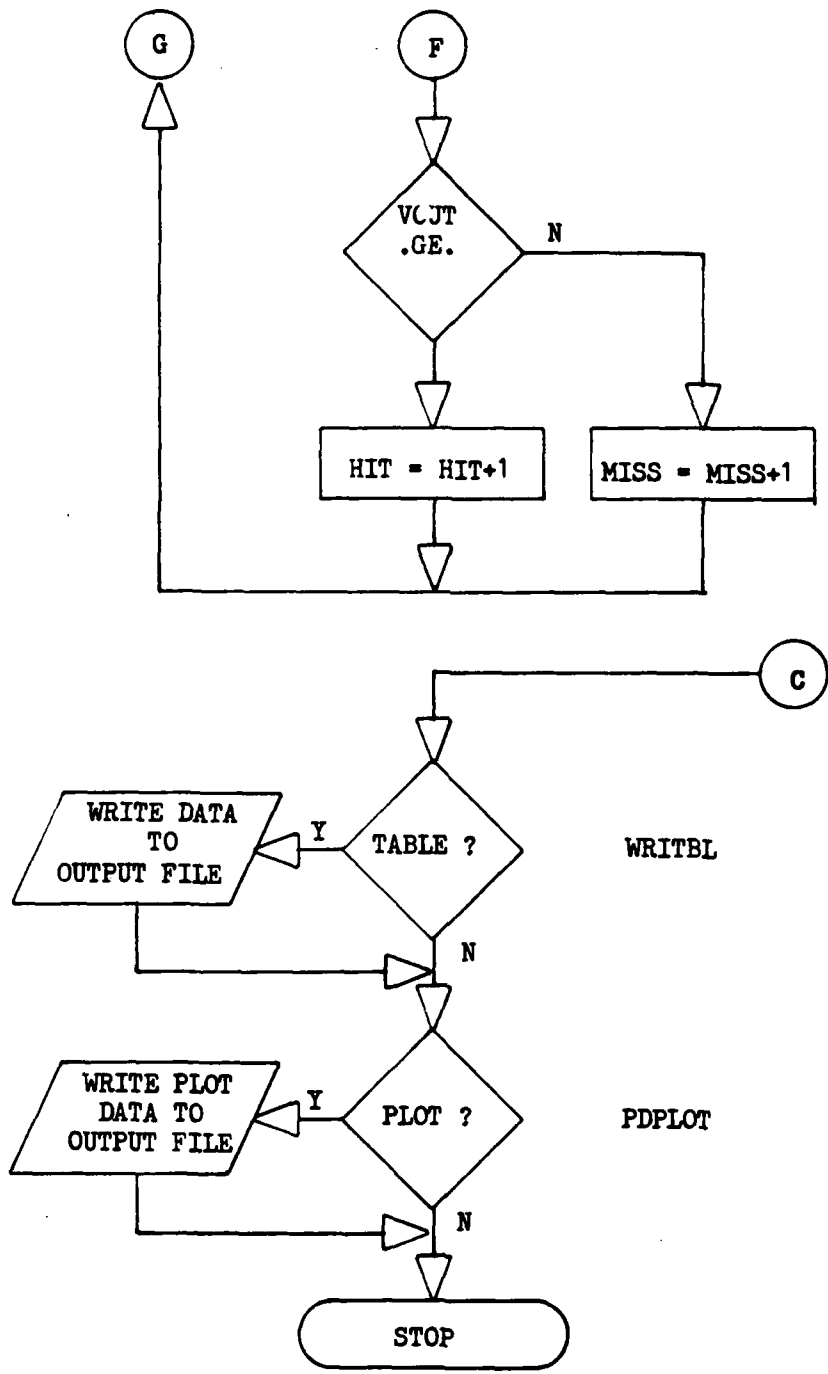 G
F
.GE.
N
HIT = HIT+1
MISS = MISS+1
C
WRITE DATA
TO
OUTPUT FILE
Y
TABLE ?
WRITBL
N
WRITE PLOT
DATA TO
OUTPUT FILE
Y
PLOT ?
PDPLOT
N
STOP